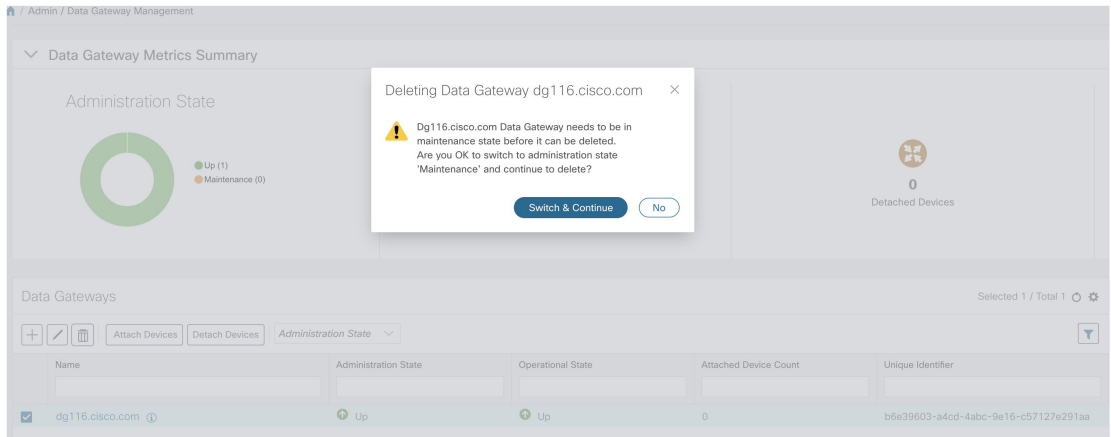 / Admin / Data Gateway Management
Data Gateway Metrics Summary
Administration State
Up (1)
Maintenance (0)
Deleting Data Gateway dg116.cisco.com
Dg116.cisco.com Data Gateway needs to be in
maintenance state before it can be deleted.
Are you OK to switch to administration state
'Maintenance' and continue to delete?
Switch & Continue
No
0
Detached Devices
Data Gateways
Selected 1 / Total 1
Attach Devices
Detach Devices
Administration State
Name
Administration State
Operational State
Attached Device Count
Unique Identifier
dg116.cisco.com
Up
Up
0
b6e39603-a4cd-4abc-9e16-c57127e291aa